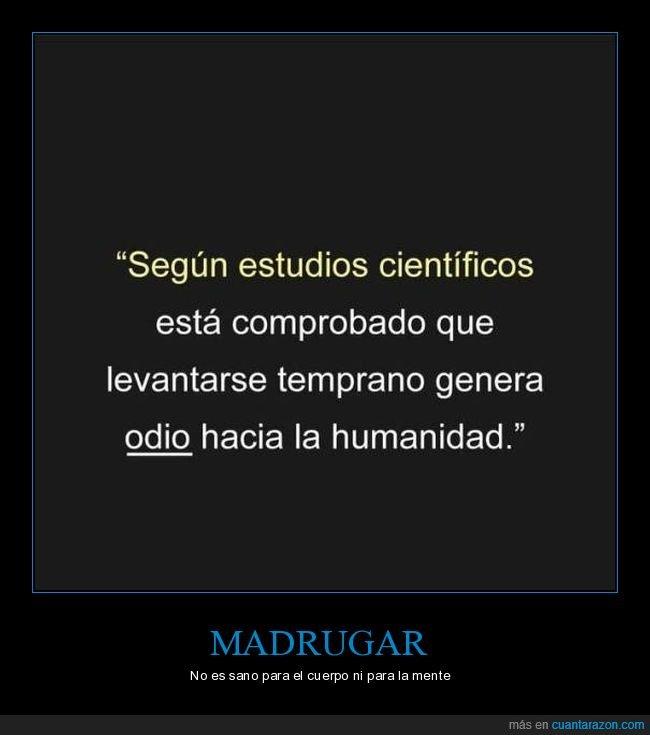 “Según estudios científicos
está comprobado que
levantarse temprano genera
odio hacia la humanidad.”
MADRUGAR
No es sano para el cuerpo ni para la mente
más en cuantarazon.com